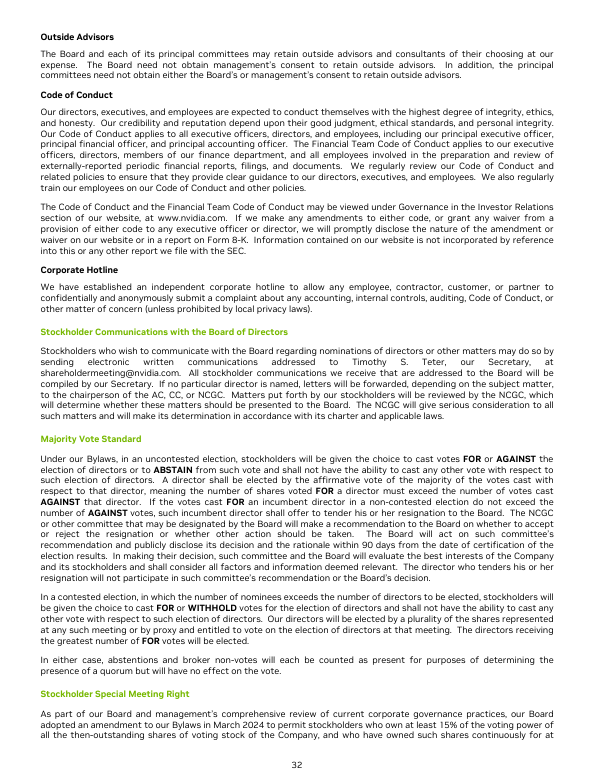 Outside Advisors
The Board and each of its principal committees may retain outside advisors and consultants of their choosing at our
expense. The Board need not obtain management's consent to retain outside advisors. In addition, the principal
committees need not obtain either the Board's or management's consent to retain outside advisors.
Code of Conduct
Our directors, executives, and employees are expected to conduct themselves with the highest degree of integrity, ethics,
and honesty. Our credibility and reputation depend upon their good judgment, ethical standards, and personal integrity.
Our Code of Conduct applies to all executive officers, directors, and employees, including our principal executive officer,
principal financial officer, and principal accounting officer. The Financial Team Code of Conduct applies to our executive
officers, directors, members of our finance department, and all employees involved in the preparation and review of
externally-reported periodic financial reports, filings, and documents. We regularly review our Code of Conduct and
related policies to ensure that they provide clear guidance to our directors, executives, and employees. We also regularly
train our employees on our Code of Conduct and other policies.
The Code of Conduct and the Financial Team Code of Conduct may be viewed under Governance in the Investor Relations
section of our website, at www.nvidia.com. If we make any amendments to either code, or grant any waiver from a
provision of either code to any executive officer or director, we will promptly disclose the nature of the amendment or
waiver on our website or in a report on Form 8-K. Information contained on our website is not incorporated by reference
into this or any other report we file with the SEC.
Corporate Hotline
We have established an independent corporate hotline to allow any employee, contractor, customer, or partner to
confidentially and anonymously submit a complaint about any accounting, internal controls, auditing, Code of Conduct, or
other matter of concern (unless prohibited by local privacy laws).
Stockholder Communications with the Board of Directors
Stockholders who wish to communicate with the Board regarding nominations of directors or other matters may do so by
sending electronic written communications addressed to Timothy S. Teter, our Secretary, at
shareholdermeeting@nvidia.com. All stockholder communications we receive that are addressed to the Board will be
compiled by our Secretary. If no particular director is named, letters will be forwarded, depending on the subject matter,
to the chairperson of the AC, CC, or NCGC. Matters put forth by our stockholders will be reviewed by the NCGC, which
will determine whether these matters should be presented to the Board. The NCGC will give serious consideration to all
such matters and will make its determination in accordance with its charter and applicable laws.
Majority Vote Standard
Under our Bylaws, in an uncontested election, stockholders will be given the choice to cast votes FOR or AGAINST the
election of directors or to ABSTAIN from such vote and shall not have the ability to cast any other vote with respect to
such election of directors. A director shall be elected by the affirmative vote of the majority of the votes cast with
respect to that director, meaning the number of shares voted FOR a director must exceed the number of votes cast
AGAINST that director. If the votes cast FOR an incumbent director in a non-contested election do not exceed the
number of AGAINST votes, such incumbent director shall offer to tender his or her resignation to the Board. The NCGC
or other committee that may be designated by the Board will make a recommendation to the Board on whether to accept
or reject the resignation or whether other action should be taken. The Board will act on such committee's
recommendation and publicly disclose its decision and the rationale within 90 days from the date of certification of the
election results. In making their decision, such committee and the Board will evaluate the best interests of the Company
and its stockholders and shall consider all factors and information deemed relevant. The director who tenders his or her
resignation will not participate in such committee's recommendation or the Board's decision.
In a contested election, in which the number of nominees exceeds the number of directors to be elected, stockholders will
be given the choice to cast FOR or WITHHOLD votes for the election of directors and shall not have the ability to cast any
other vote with respect to such election of directors. Our directors will be elected by a plurality of the shares represented
at any such meeting or by proxy and entitled to vote on the election of directors at that meeting. The directors receiving
the greatest number of FOR votes will be elected.
In either case, abstentions and broker non-votes will each be counted as present for purposes of determining the
presence of a quorum but will have no effect on the vote.
Stockholder Special Meeting Right
As part of our Board and management's comprehensive review of current corporate governance practices, our Board
adopted an amendment to our Bylaws in March 2024 to permit stockholders who own at least 15% of the voting power of
all the then-outstanding shares of voting stock of the Company, and who have owned such shares continuously for at
32